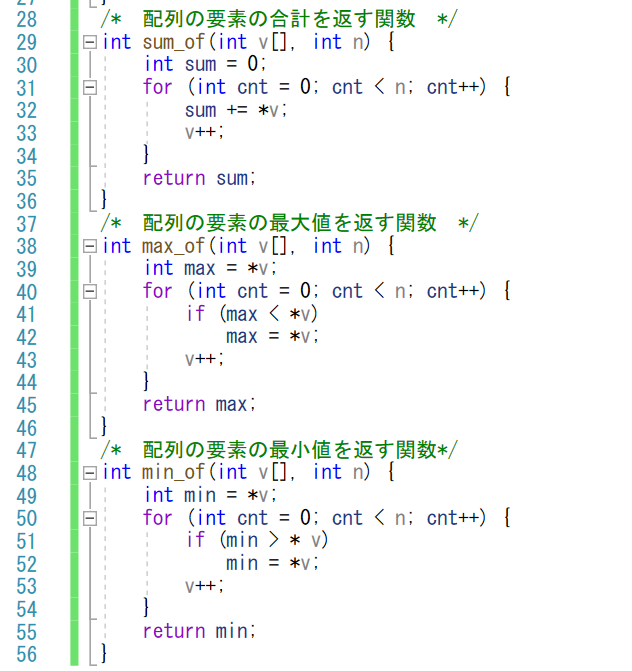 27 }
28 /* 配列の要素の合計を返す関数 */
29 int sum_of(int v[], int n) {
30 int sum = 0;
31 for (int cnt = 0; cnt < n; cnt++) {
32 sum += *v;
33 v++;
34 }
35 return sum;
36 }
37 /* 配列の要素の最大値を返す関数 */
38 int max_of(int v[], int n) {
39 int max = *v;
40 for (int cnt = 0; cnt < n; cnt++) {
41 if (max < *v)
42 max = *v;
43 v++;
44 }
45 return max;
46 }
47 /* 配列の要素の最小値を返す関数*/
48 int min_of(int v[], int n) {
49 int min = *v;
50 for (int cnt = 0; cnt < n; cnt++) {
51 if (min > * v)
52 min = *v;
53 v++;
54 }
55 return min;
56 }